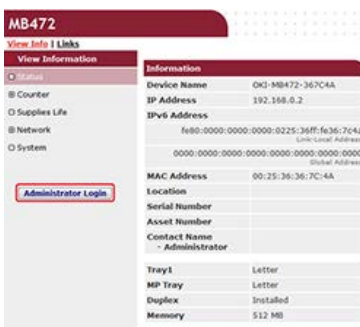 MB472
View Info | Links
View Information
Status
Counter
Supplies Life
Network
System
Administrator Login
Information
Device Name OKI-MB472-367C4A
IP Address 192.168.0.2
IPv6 Address
fe80:0000:0000:0000:0225:36ff:fe36:7c4a
Link-Local Address
0000:0000:0000:0000:0000:0000:0000:0000
Global Address
MAC Address 00:25:36:36:7C:4A
Location
Serial Number
Asset Number
Contact Name
- Administrator
Tray1 Letter
MP Tray Letter
Duplex Installed
Memory 512 MB